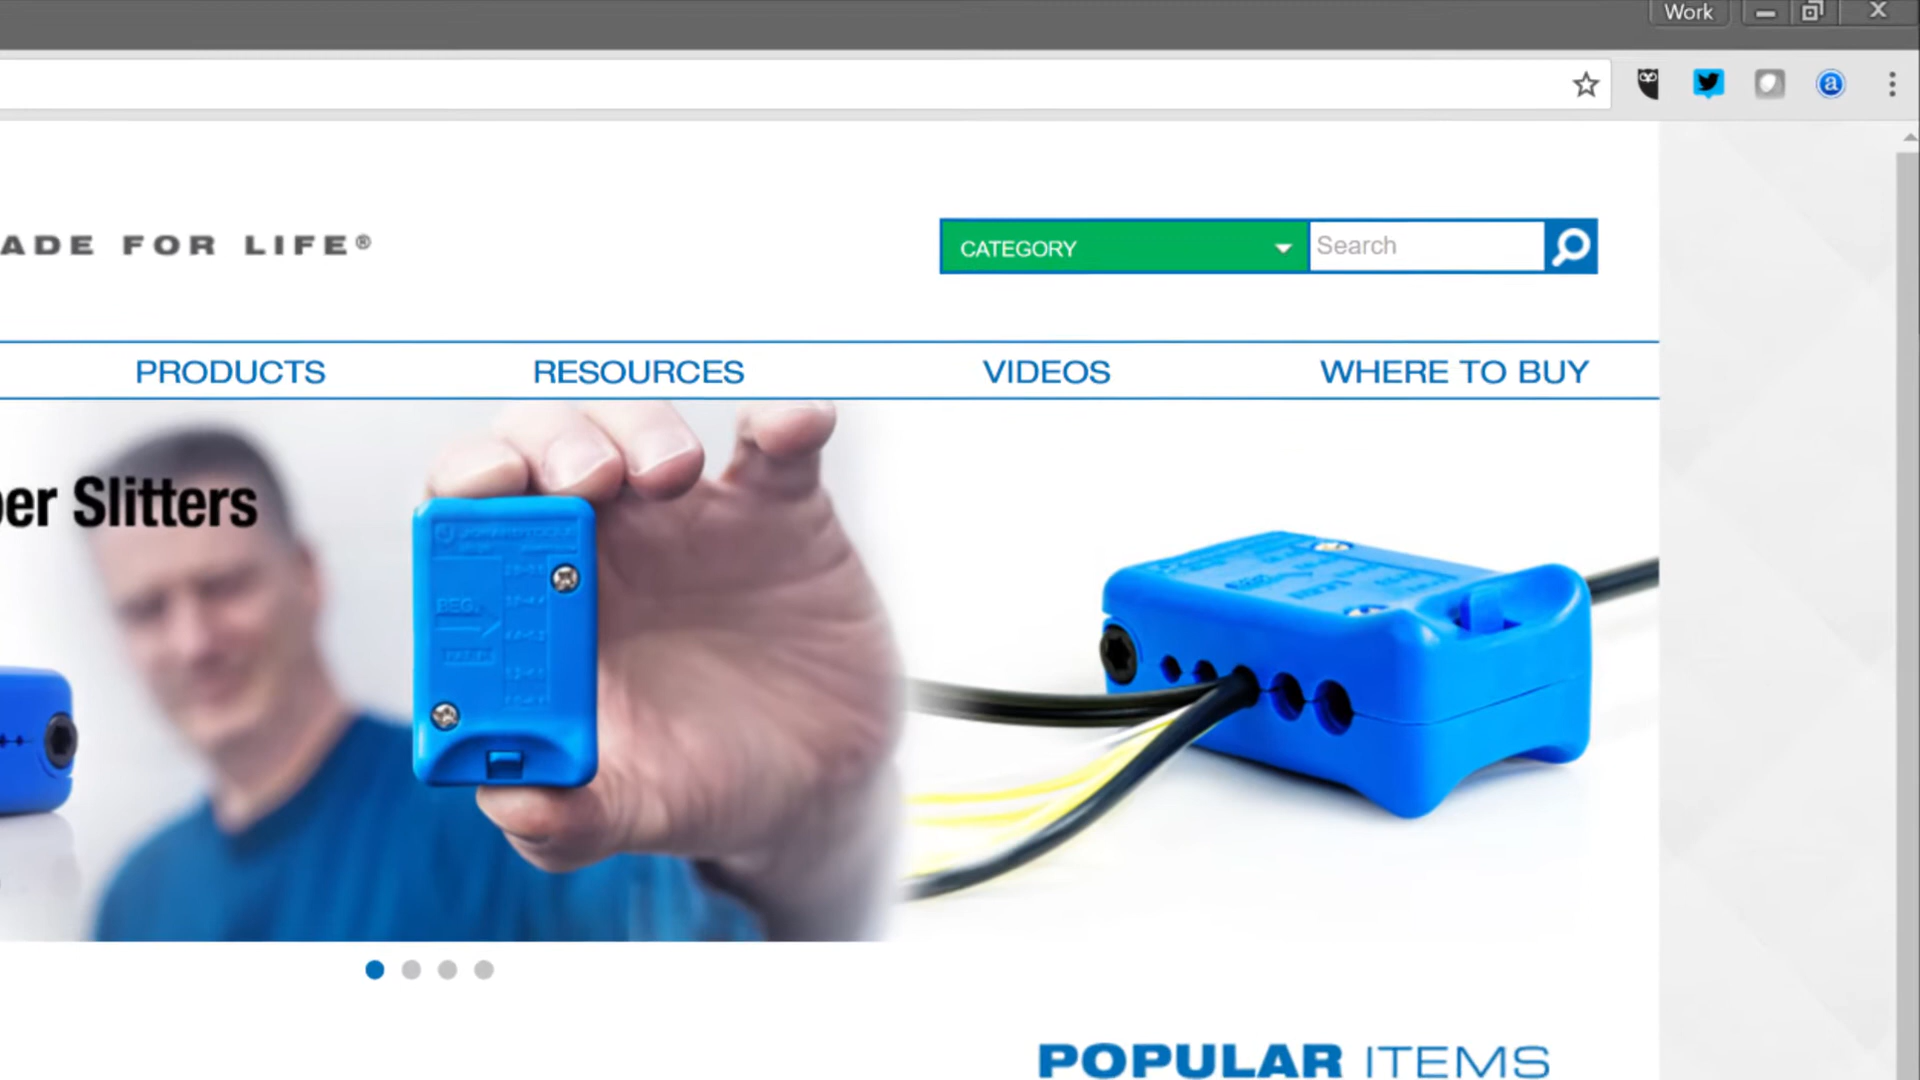 Work
a
ADE FOR LIFE®
CATEGORY
Search
PRODUCTS
RESOURCES
VIDEOS
WHERE TO BUY
er Slitters
BEG.
POPULAR ITEMS